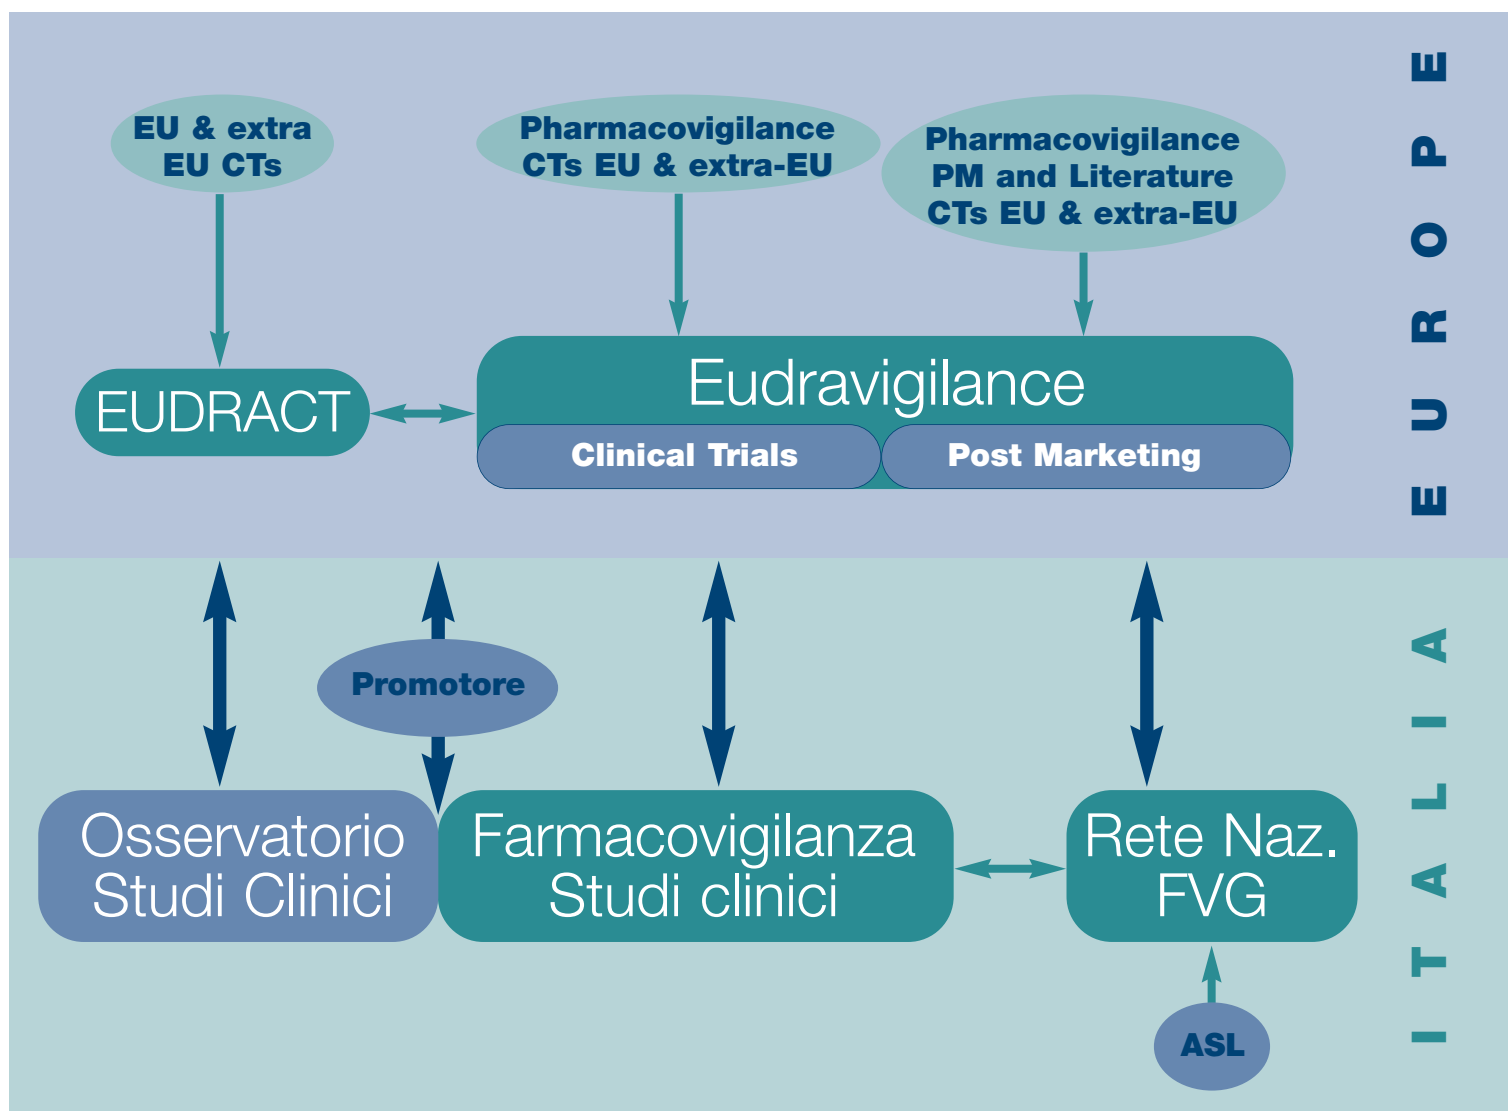 EU & extra
EU CTs
Pharmacovigilance
CTs EU & extra-EU
Pharmacovigilance
PM and Literature
CTs EU & extra-EU
EUROPE
EUDRACT
Eudravigilance
Clinical Trials
Post Marketing
Promotore
ITALIA
Osservatorio
Studi Clinici
Farmacovigilanza
Studi clinici
Rete Naz.
FVG
ASL